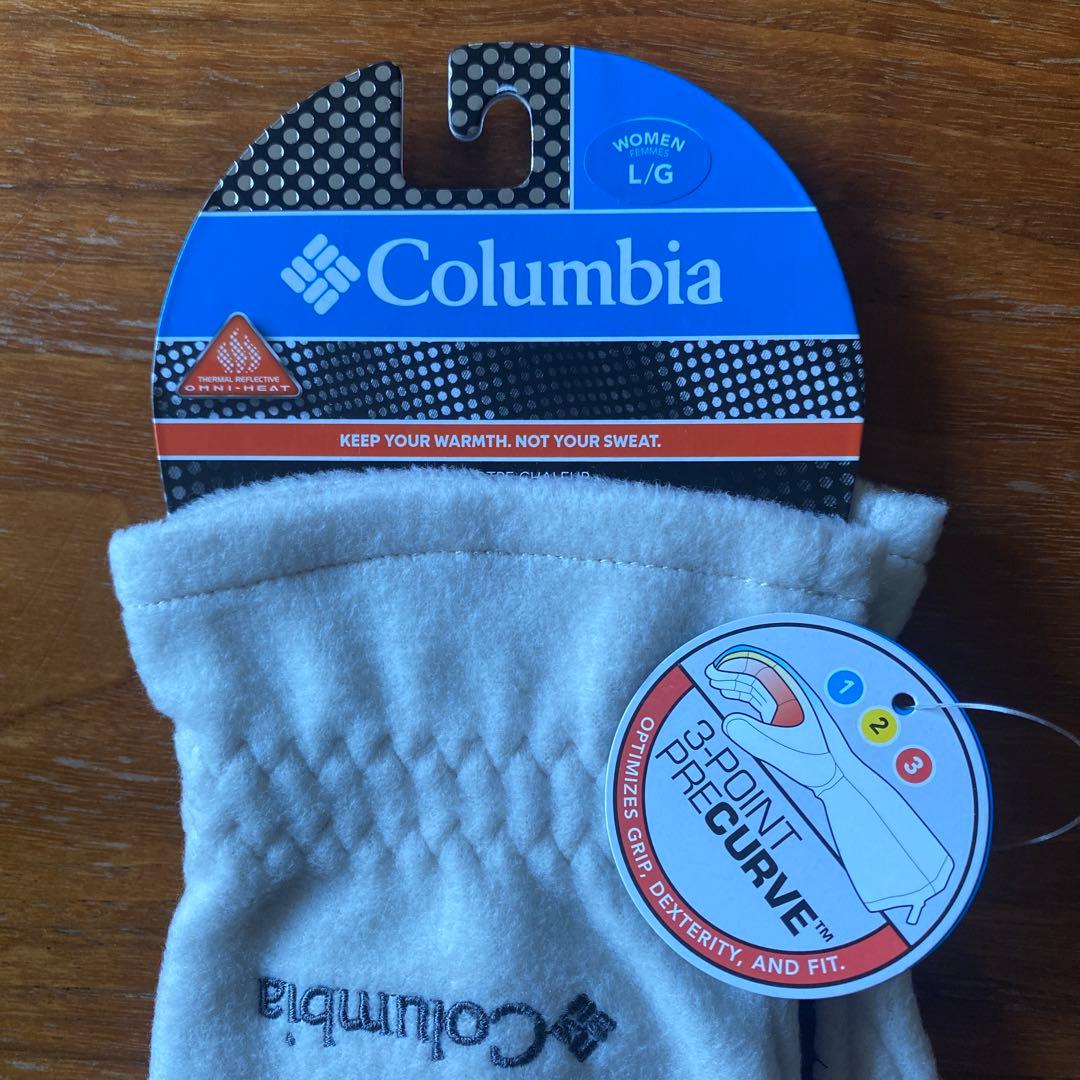 WOMEN
FEMMES
L/G
Columbia
THERMAL REFLECTIVE
OMNI-HEAT
KEEP YOUR WARMTH. NOT YOUR SWEAT.
CHALEUR
1
2
3
3-POINT
PRECURVE™
OPTIMIZES GRIP, DEXTERITY, AND FIT.
Columbia